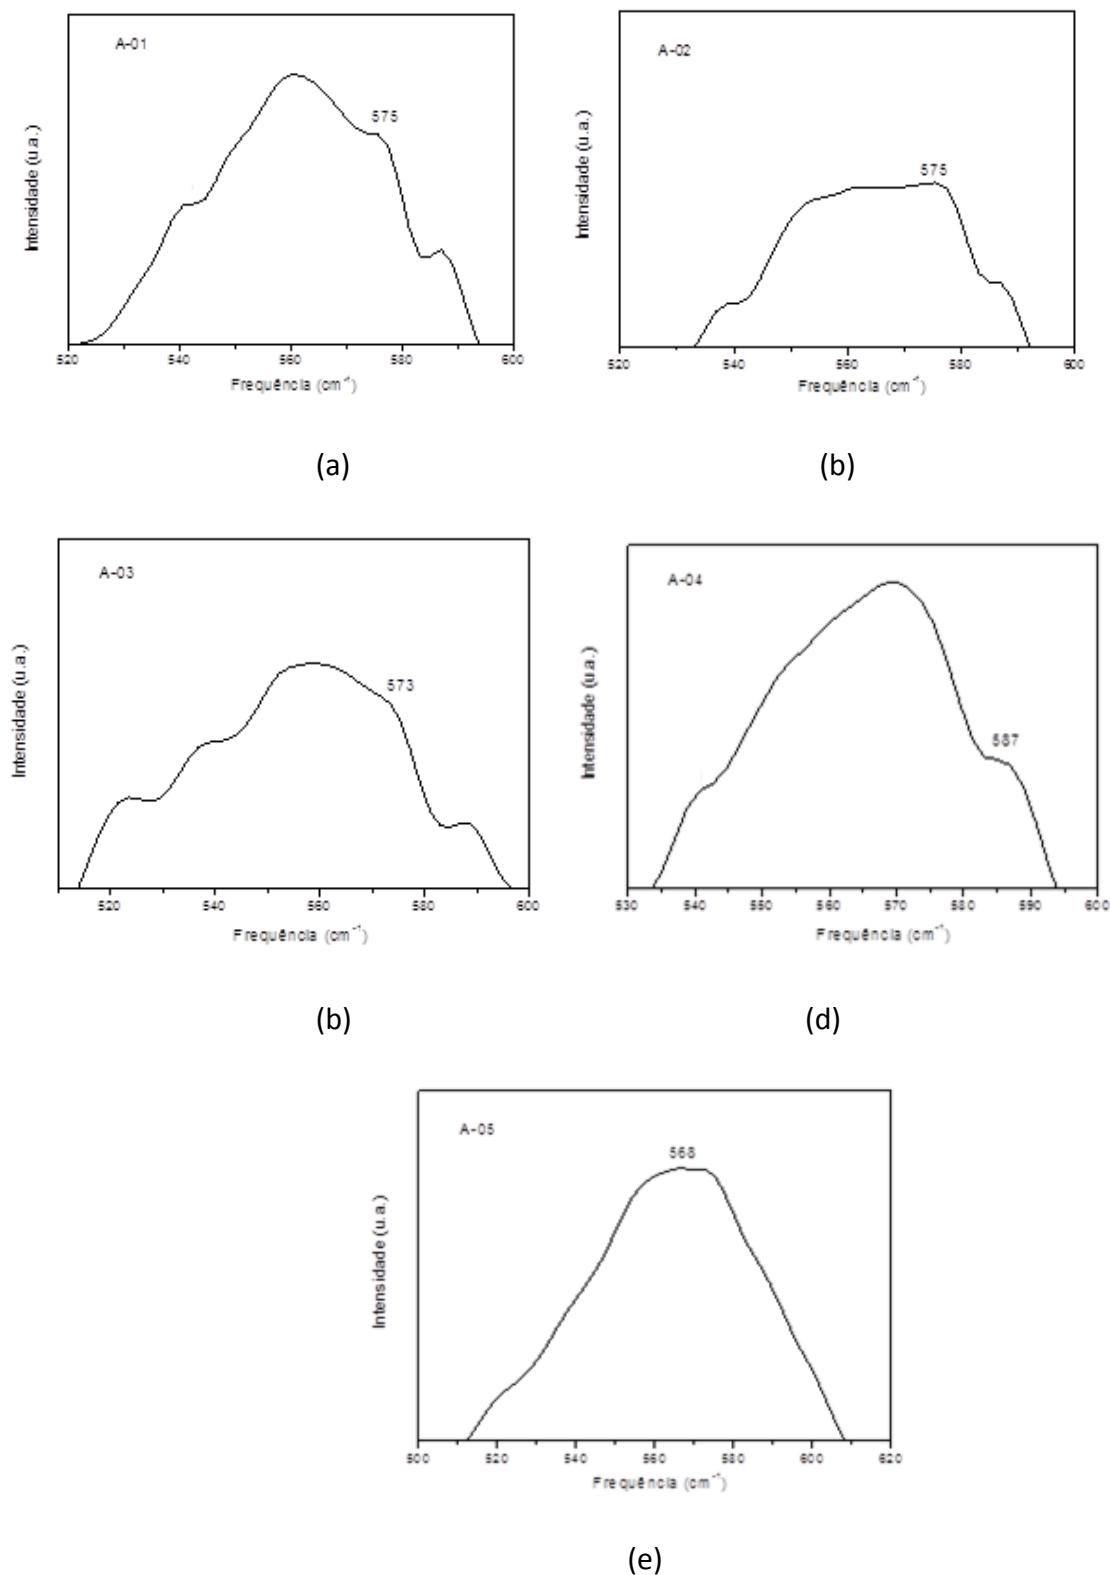 A-01
575
Intensidade (u.a.)
520 540 560 580 600
Frequência (cm⁻¹)
(a)
A-02
575
Intensidade (u.a.)
520 540 560 580 600
Frequência (cm⁻¹)
(b)
A-03
573
Intensidade (u.a.)
520 540 560 580 600
Frequência (cm⁻¹)
(b)
A-04
587
Intensidade (u.a.)
530 540 550 560 570 580 590 600
Frequência (cm⁻¹)
(d)
A-05
568
Intensidade (u.a.)
500 520 540 560 580 600 620
Frequência (cm⁻¹)
(e)